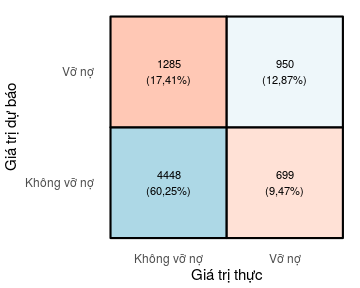 Giá trị dự báo
Vỡ nợ
1285
(17,41%)
950
(12,87%)
Không vỡ nợ
4448
(60,25%)
699
(9,47%)
Không vỡ nợ
Vỡ nợ
Giá trị thực